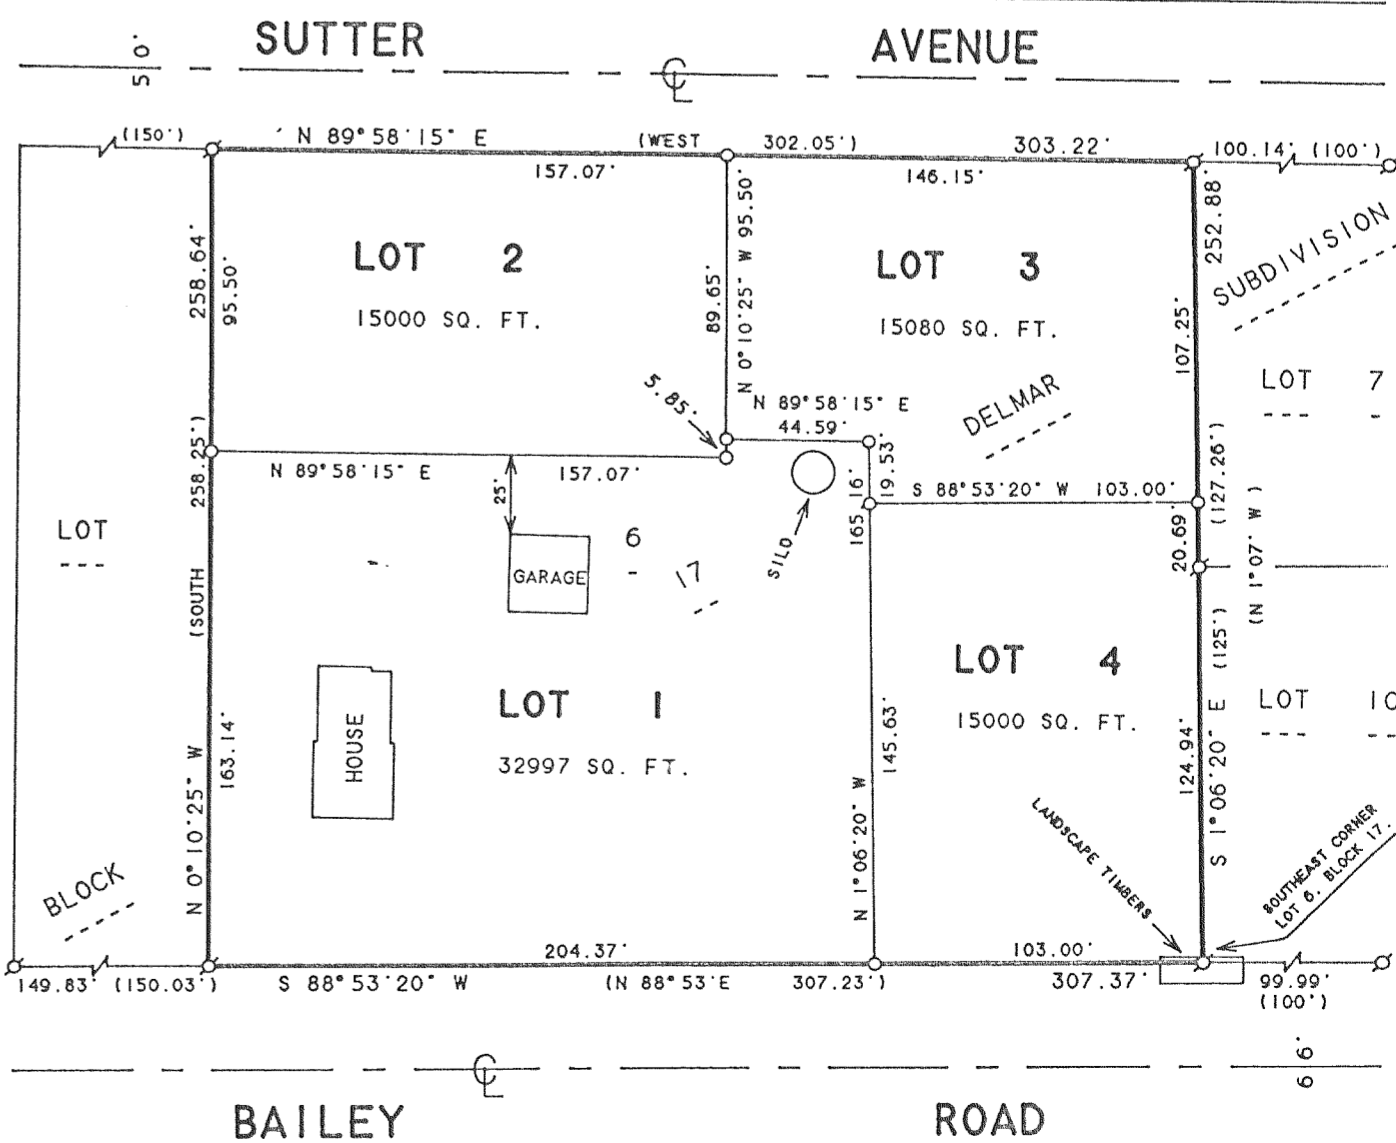 SUTTER AVENUE
50'
℄
(150')
N 89°58'15" E
(WEST 302.05')
303.22'
100.14' (100')
157.07'
146.15'
258.64'
95.50'
LOT 2
15000 SQ. FT.
89.65'
N 0°10'25" W 95.50'
LOT 3
15080 SQ. FT.
252.88'
107.25'
SUBDIVISION
LOT 7
5.85'
N 89°58'15" E
44.59'
DELMAR
(SOUTH 258.25')
N 89°58'15" E 157.07'
25'
19.53'
165.16'
S 88°53'20" W 103.00'
(127.26')
20.69'
(N 1°07' W)
LOT
GARAGE
6
17
SILO
HOUSE
LOT 1
32997 SQ. FT.
LOT 4
15000 SQ. FT.
(125')
LOT 10
N 0°10'25" W
163.14'
145.63'
N 1°06'20" W
124.94'
S 1°06'20" E
LANDSCAPE TIMBERS
SOUTHEAST CORNER
LOT 6, BLOCK 17.
BLOCK
204.37'
103.00'
149.83' (150.03')
S 88°53'20" W
(N 88°53'E 307.23')
307.37'
99.99'
(100')
℄
66'
BAILEY ROAD